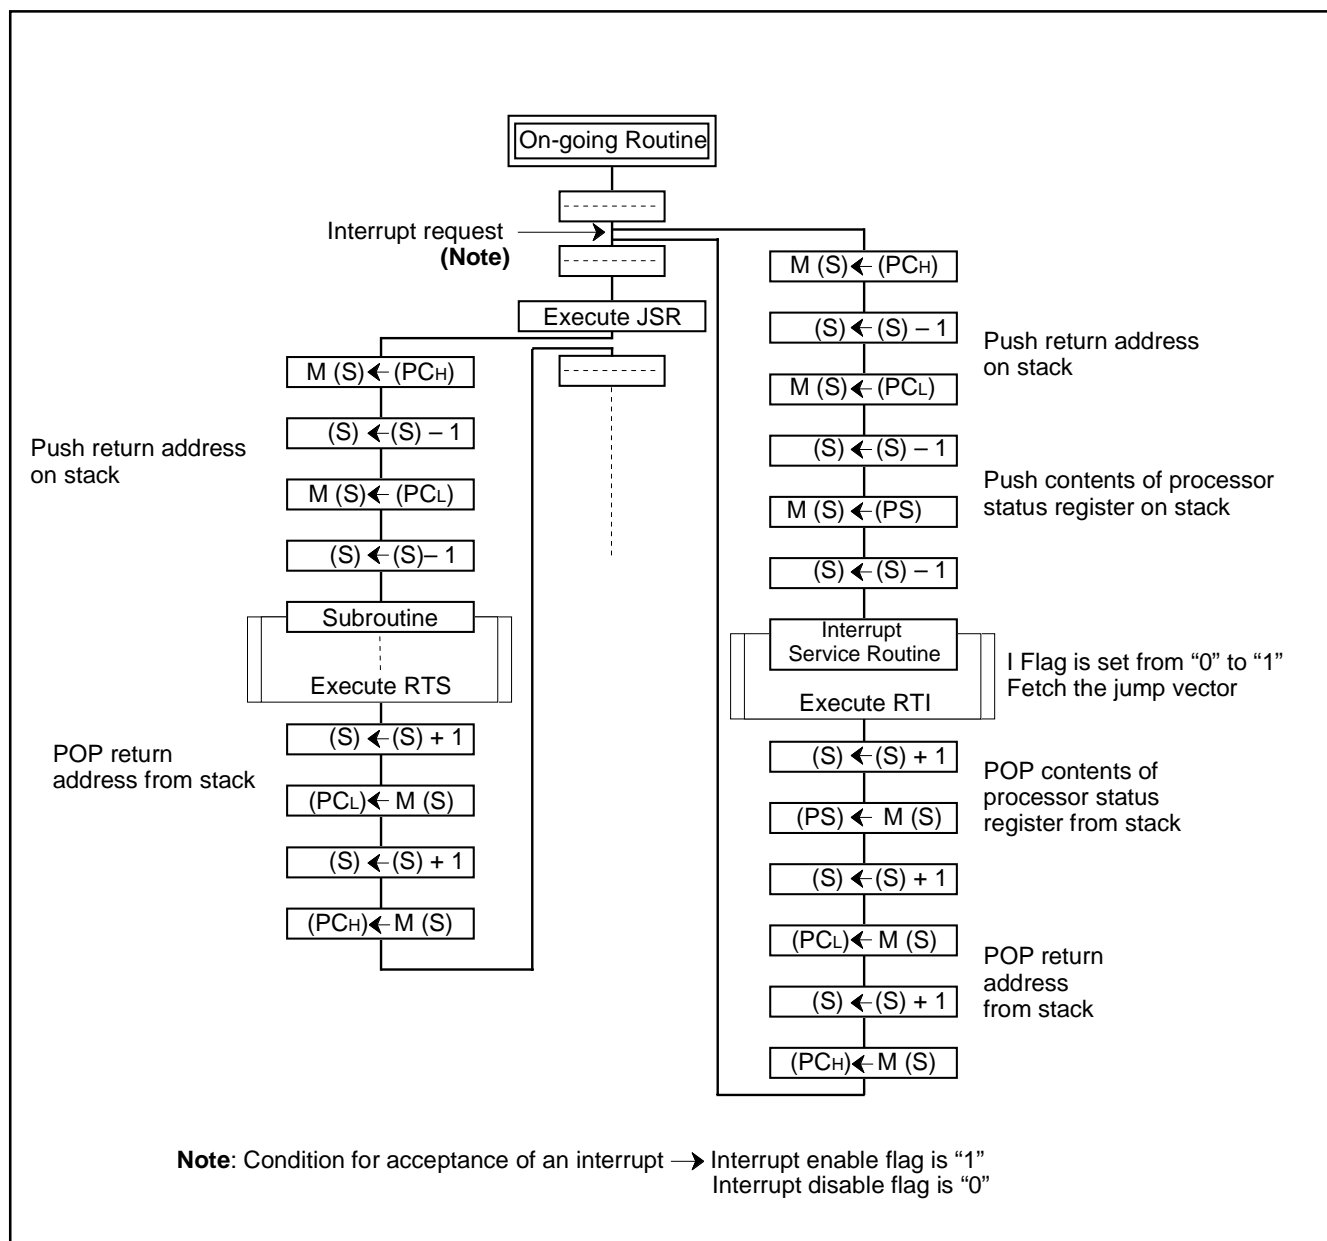 On-going Routine
Interrupt request
(Note)
Execute JSR
M (S) ← (PCH)
(S) ← (S) – 1
M (S) ← (PCL)
(S) ← (S)– 1
Push return address
on stack
Subroutine
Execute RTS
(S) ← (S) + 1
(PCL) ← M (S)
(S) ← (S) + 1
(PCH) ← M (S)
POP return
address from stack
M (S) ← (PCH)
(S) ← (S) – 1
M (S) ← (PCL)
(S) ← (S) – 1
M (S) ← (PS)
(S) ← (S) – 1
Push return address
on stack
Push contents of processor
status register on stack
Interrupt
Service Routine
Execute RTI
I Flag is set from “0” to “1”
Fetch the jump vector
(S) ← (S) + 1
(PS) ← M (S)
(S) ← (S) + 1
(PCL) ← M (S)
(S) ← (S) + 1
(PCH) ← M (S)
POP contents of
processor status
register from stack
POP return
address
from stack
Note: Condition for acceptance of an interrupt → Interrupt enable flag is “1”
Interrupt disable flag is “0”